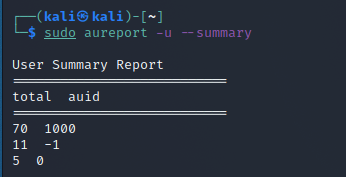 ┌──(kali㉿kali)-[~]
└─$ sudo aureport -u --summary
User Summary Report
===========================
total  auid
===========================
70  1000
11  -1
5  0